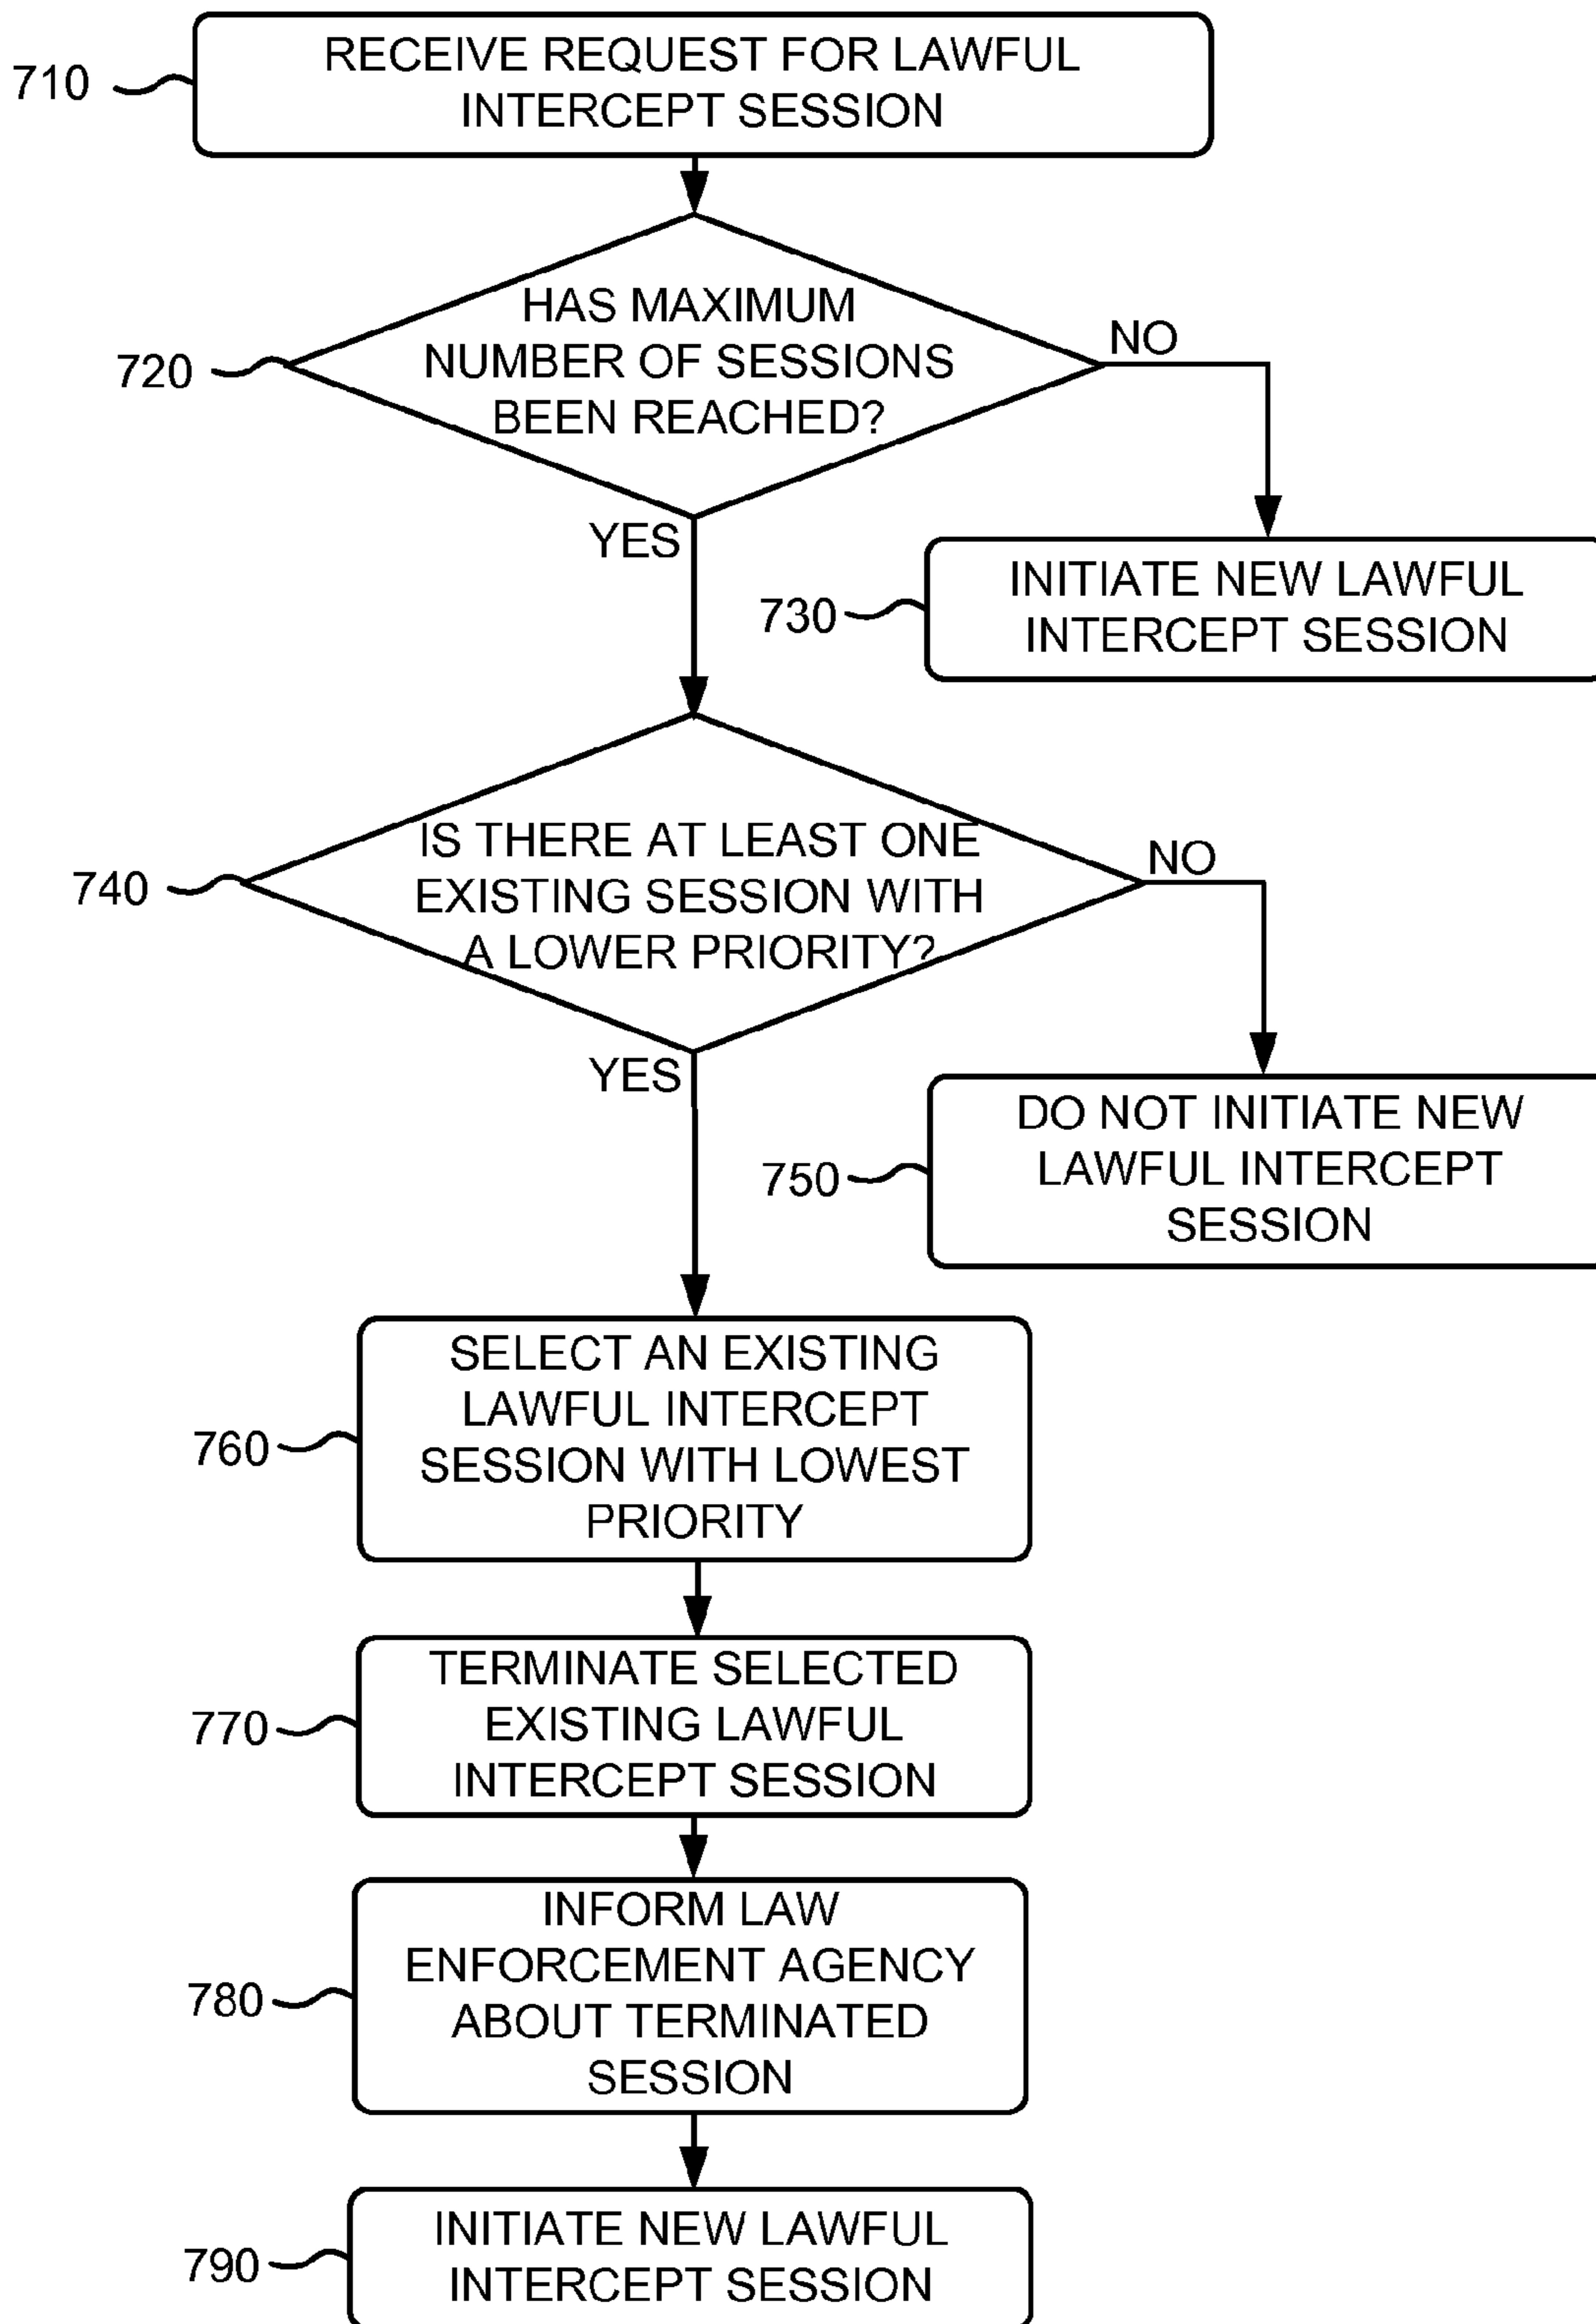 RECEIVE REQUEST FOR LAWFUL
INTERCEPT SESSION
710
HAS MAXIMUM
NUMBER OF SESSIONS
BEEN REACHED?
720
NO
YES
INITIATE NEW LAWFUL
INTERCEPT SESSION
730
IS THERE AT LEAST ONE
EXISTING SESSION WITH
A LOWER PRIORITY?
740
NO
YES
DO NOT INITIATE NEW
LAWFUL INTERCEPT
SESSION
750
SELECT AN EXISTING
LAWFUL INTERCEPT
SESSION WITH LOWEST
PRIORITY
760
TERMINATE SELECTED
EXISTING LAWFUL
INTERCEPT SESSION
770
INFORM LAW
ENFORCEMENT AGENCY
ABOUT TERMINATED
SESSION
780
INITIATE NEW LAWFUL
INTERCEPT SESSION
790